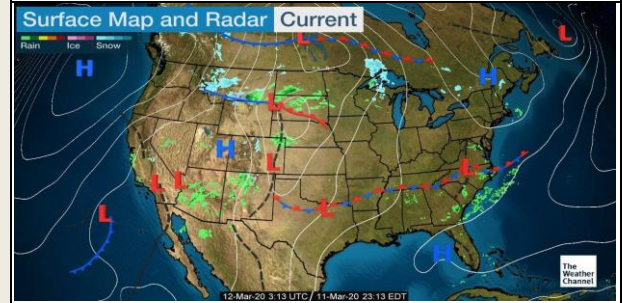 Surface Map and Radar Current
Rain Ice Snow
L
L
H
H
L
H
L
L
L
L
L
L
H
The
Weather
Channel
12-Mar-20 3:13 UTC / 11-Mar-20 23:13 EDT